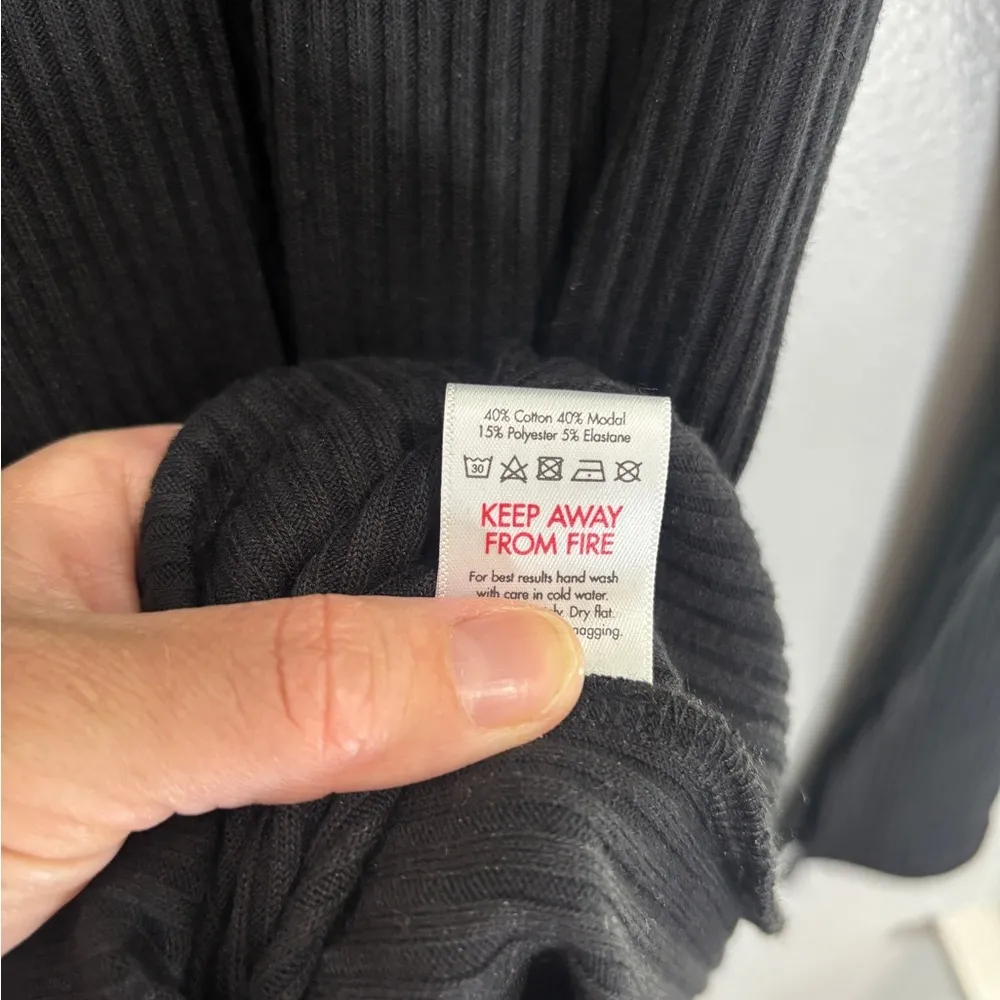 40% Cotton 40% Modal
15% Polyester 5% Elastane
30
KEEP AWAY
FROM FIRE
For best results hand wash
with care in cold water.
Dry flat.